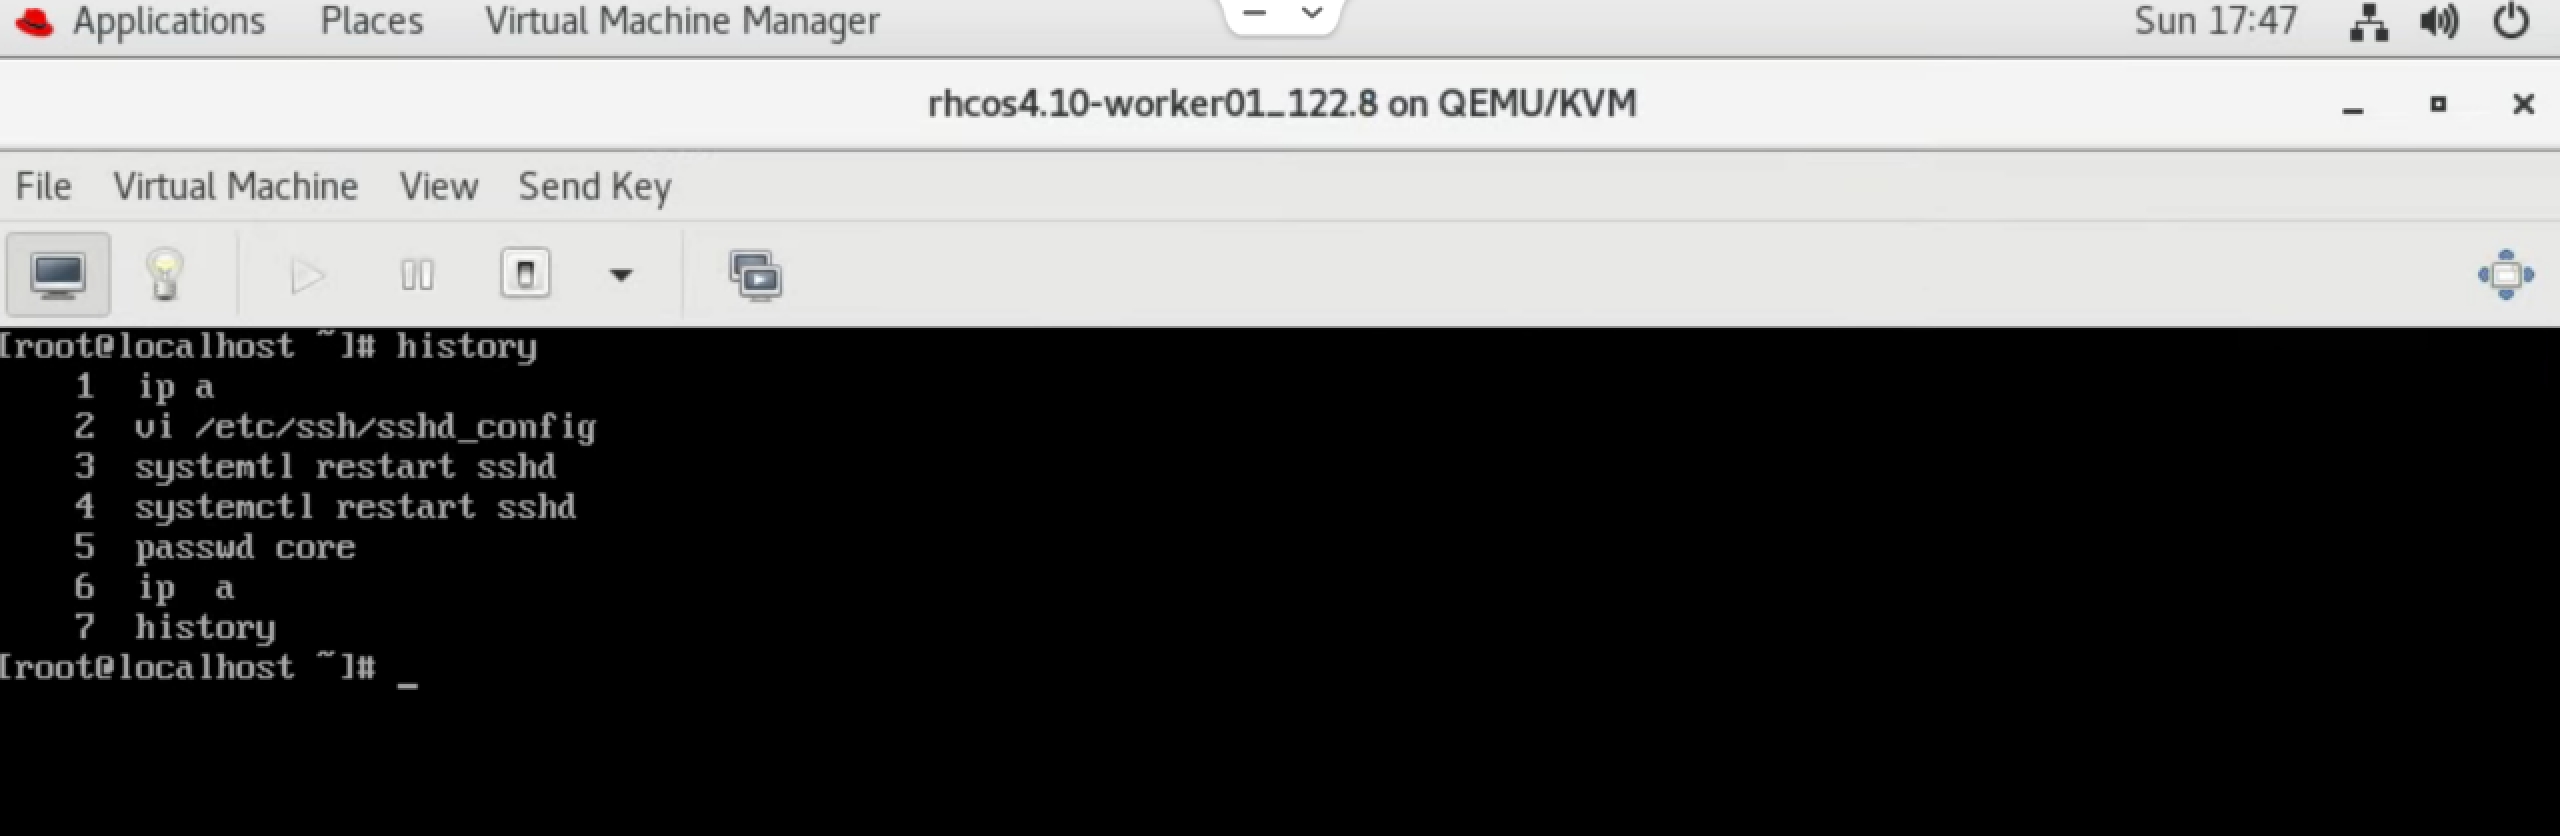 Applications Places Virtual Machine Manager Sun 17:47
rhcos4.10-worker01_122.8 on QEMU/KVM
File Virtual Machine View Send Key
[root@localhost ~]# history
1 ip a
2 vi /etc/ssh/sshd_config
3 systemtl restart sshd
4 systemctl restart sshd
5 passwd core
6 ip  a
7 history
[root@localhost ~]# _